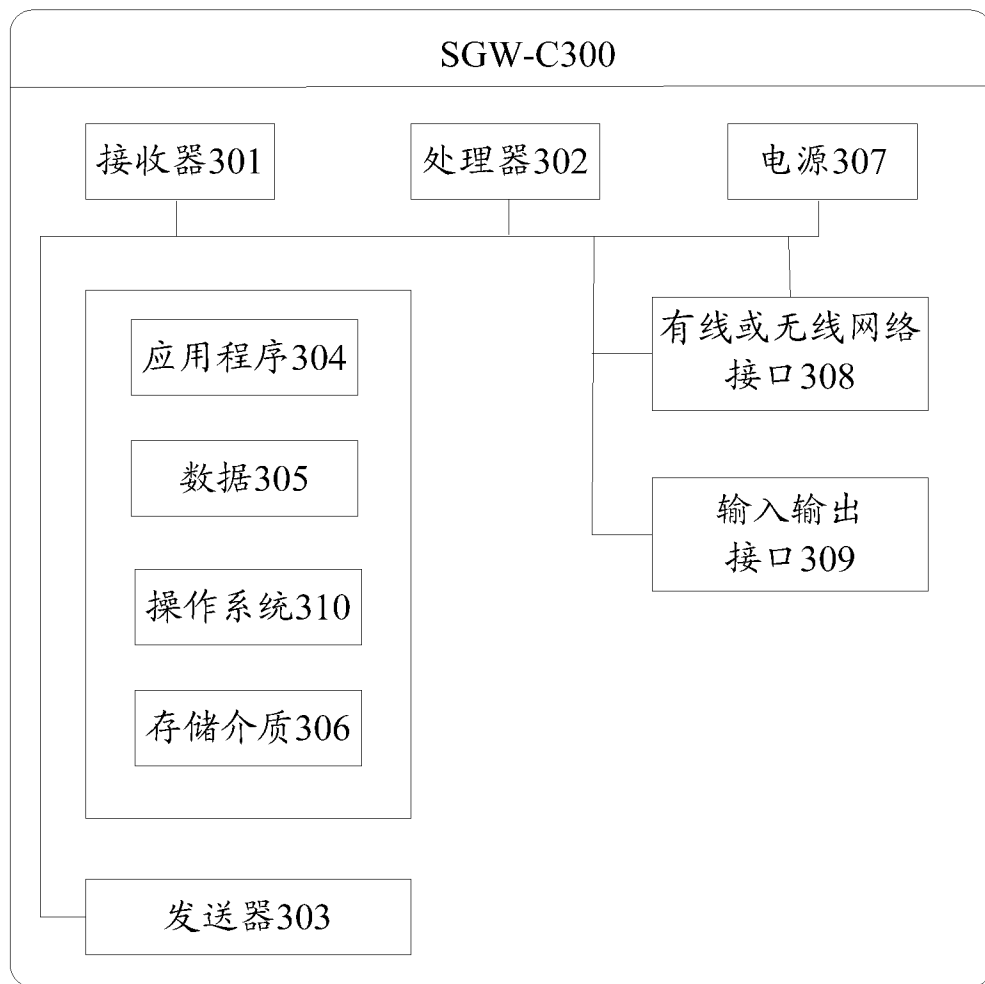 SGW-C300
接收器301
处理器302
电源307
应用程序304
有线或无线网络
接口308
数据305
输入输出
接口309
操作系统310
存储介质306
发送器303